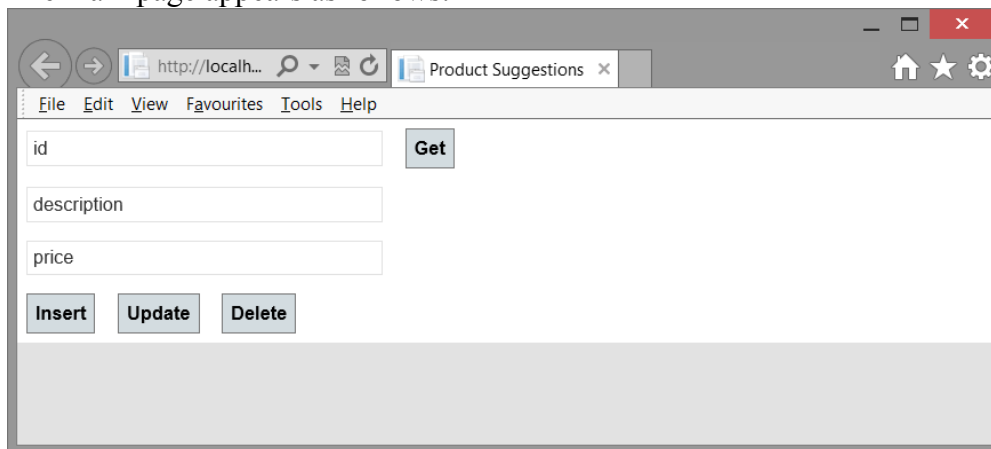 http://localh...
Product Suggestions
File Edit View Favourites Tools Help
id
Get
description
price
Insert Update Delete